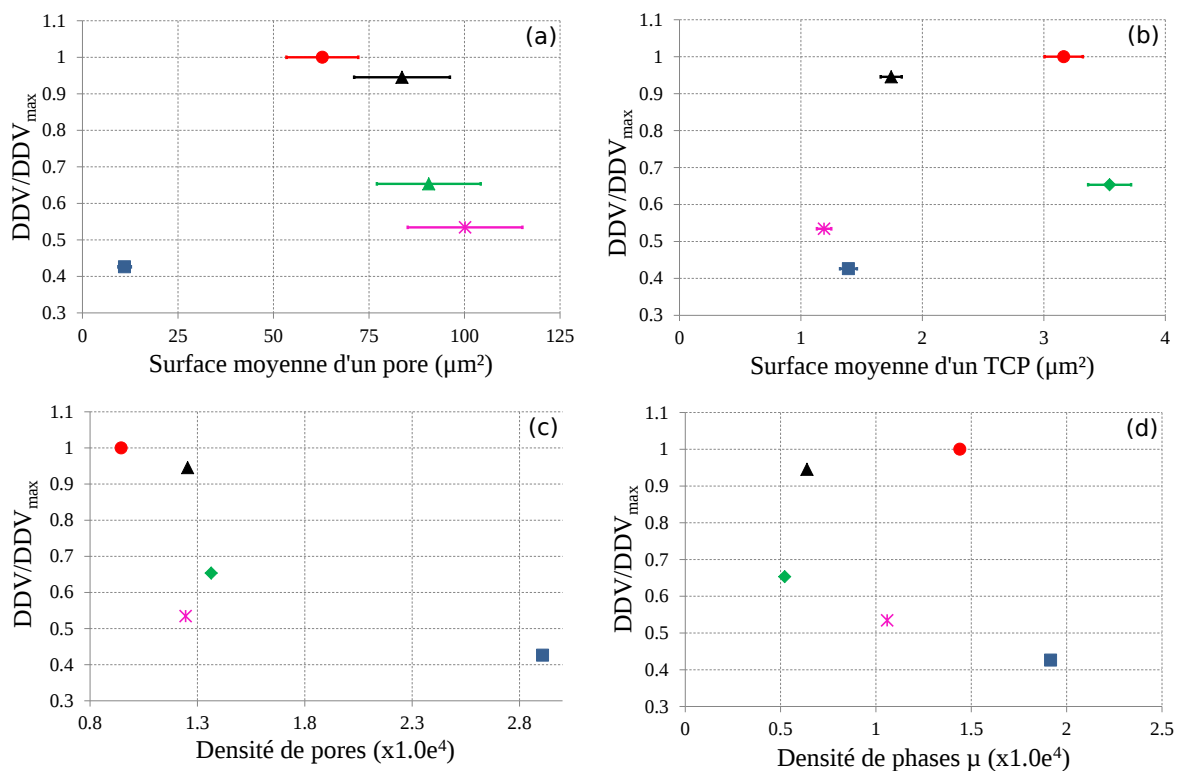 (a)
DDV/DDVmax
1.1
1
0.9
0.8
0.7
0.6
0.5
0.4
0.3
0 25 50 75 100 125
Surface moyenne d'un pore (μm²)
(b)
DDV/DDVmax
1.1
1
0.9
0.8
0.7
0.6
0.5
0.4
0.3
0 1 2 3 4
Surface moyenne d'un TCP (μm²)
(c)
DDV/DDVmax
1.1
1
0.9
0.8
0.7
0.6
0.5
0.4
0.3
0.8 1.3 1.8 2.3 2.8
Densité de pores (x1.0e⁴)
(d)
DDV/DDVmax
1.1
1
0.9
0.8
0.7
0.6
0.5
0.4
0.3
0 0.5 1 1.5 2 2.5
Densité de phases μ (x1.0e⁴)